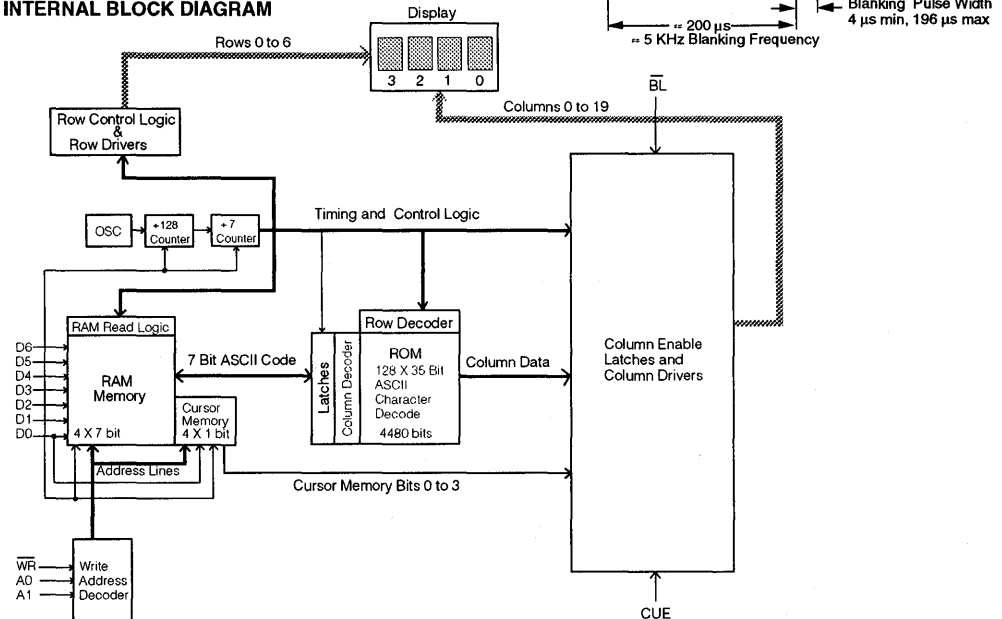 INTERNAL BLOCK DIAGRAM
Blanking Pulse Width
4 µs min, 196 µs max
≈ 200 µs
≈ 5 KHz Blanking Frequency
Display
3 2 1 0
Rows 0 to 6
Columns 0 to 19
BL
Row Control Logic
&
Row Drivers
Timing and Control Logic
OSC
÷128
Counter
÷7
Counter
RAM Read Logic
RAM
Memory
4 X 7 bit
D6
D5
D4
D3
D2
D1
D0
Cursor
Memory
4 X 1 bit
7 Bit ASCII Code
Latches
Column Decoder
Row Decoder
ROM
128 X 35 Bit
ASCII
Character
Decode
4480 bits
Column Data
Column Enable
Latches and
Column Drivers
Address Lines
Cursor Memory Bits 0 to 3
WR
A0
A1
Write
Address
Decoder
CUE